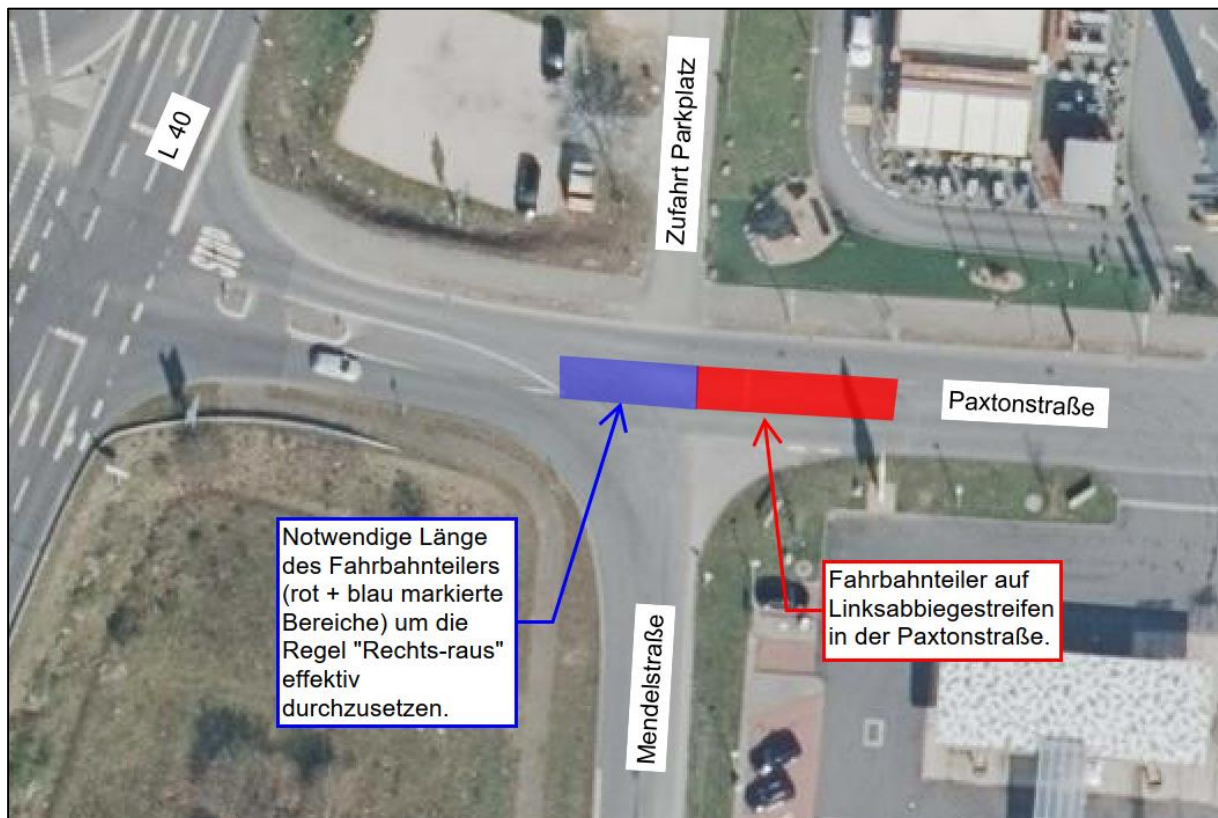 L 40
STOP
Zufahrt Parkplatz
Paxtonstraße
Notwendige Länge
des Fahrbahnteilers
(rot + blau markierte
Bereiche) um die
Regel "Rechts-raus"
effektiv
durchzusetzen.
Fahrbahnteiler auf
Linksabbiegestreifen
in der Paxtonstraße.
Mendelstraße